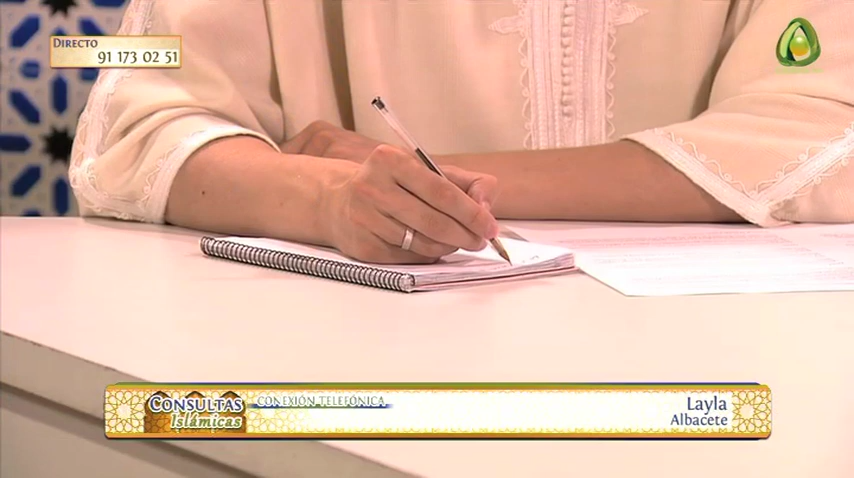 DIRECTO
91 173 02 51
CONSULTAS
Islámicas
CONEXIÓN TELEFÓNICA
Layla
Albacete